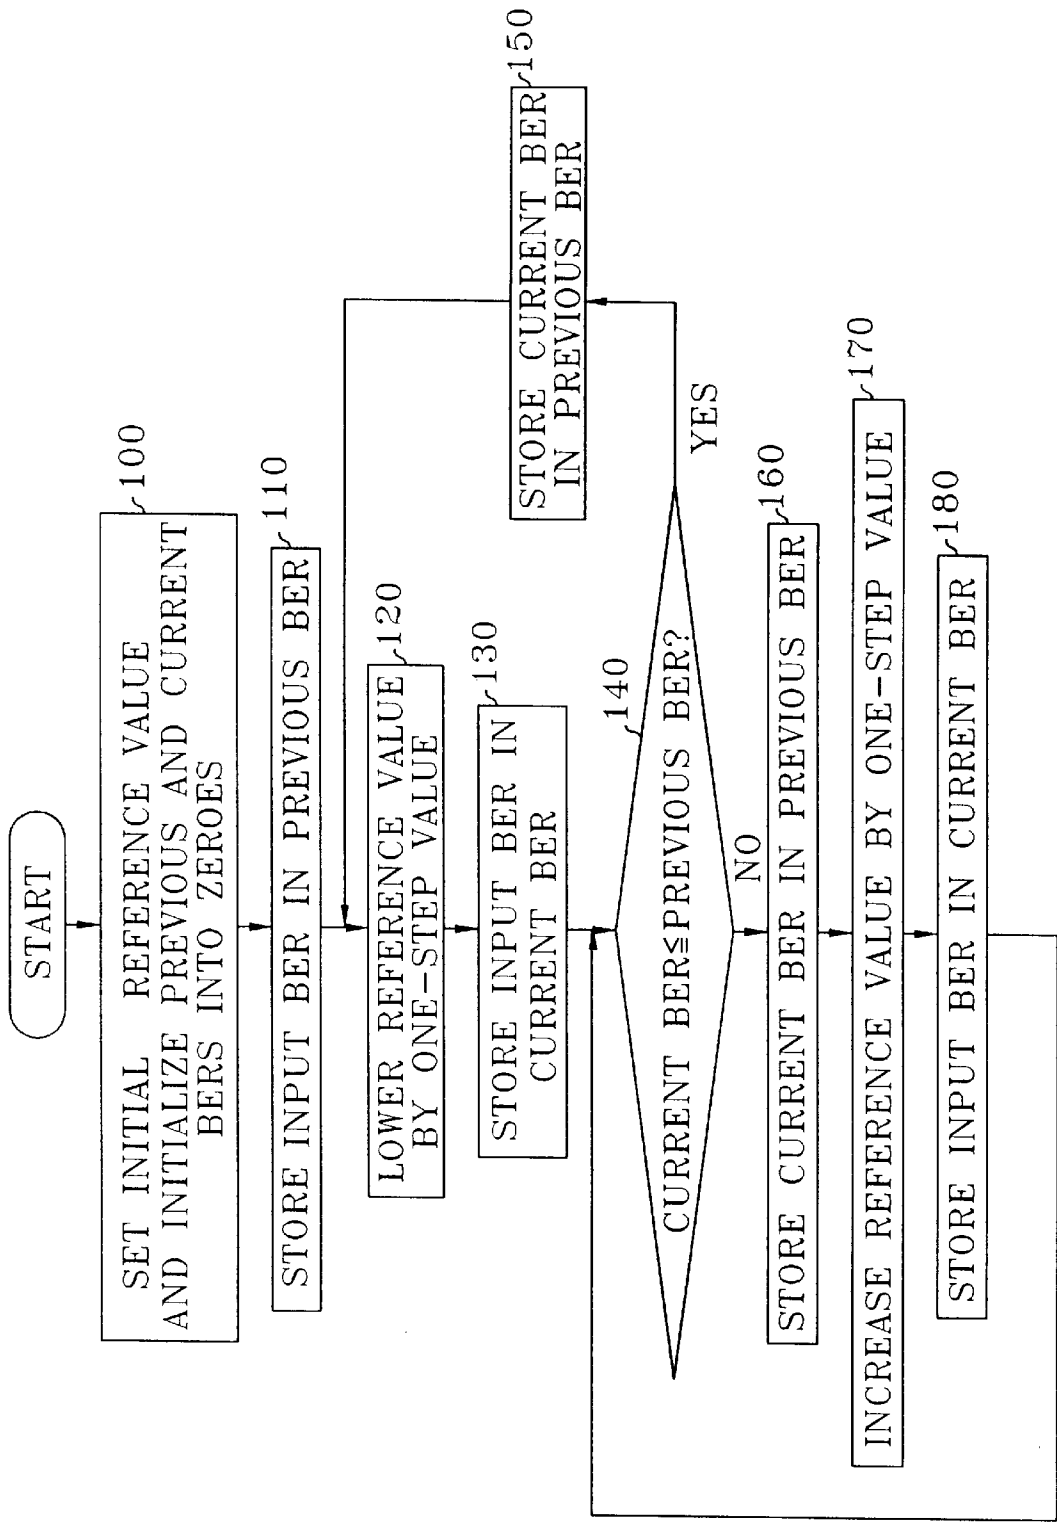 START
100
SET INITIAL REFERENCE VALUE
AND INITIALIZE PREVIOUS AND CURRENT
BERS INTO ZEROES
110
STORE INPUT BER IN PREVIOUS BER
120
LOWER REFERENCE VALUE
BY ONE-STEP VALUE
130
STORE INPUT BER IN
CURRENT BER
140
CURRENT BER≦PREVIOUS BER?
YES
150
STORE CURRENT BER
IN PREVIOUS BER
NO
160
STORE CURRENT BER IN PREVIOUS BER
170
INCREASE REFERENCE VALUE BY ONE-STEP VALUE
180
STORE INPUT BER IN CURRENT BER